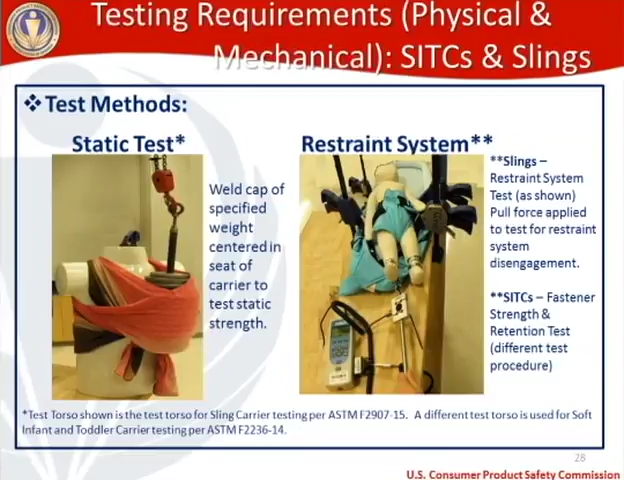 Testing Requirements (Physical &
Mechanical): SITCs & Slings
❖Test Methods:
Static Test*
Weld cap of
specified
weight
centered in
seat of
carrier to
test static
strength.
Restraint System**
**Slings –
Restraint System
Test (as shown)
Pull force applied
to test for restraint
system
disengagement.
**SITCs – Fastener
Strength &
Retention Test
(different test
procedure)
*Test Torso shown is the test torso for Sling Carrier testing per ASTM F2907-15. A different test torso is used for Soft
Infant and Toddler Carrier testing per ASTM F2236-14.
28
U.S. Consumer Product Safety Commission